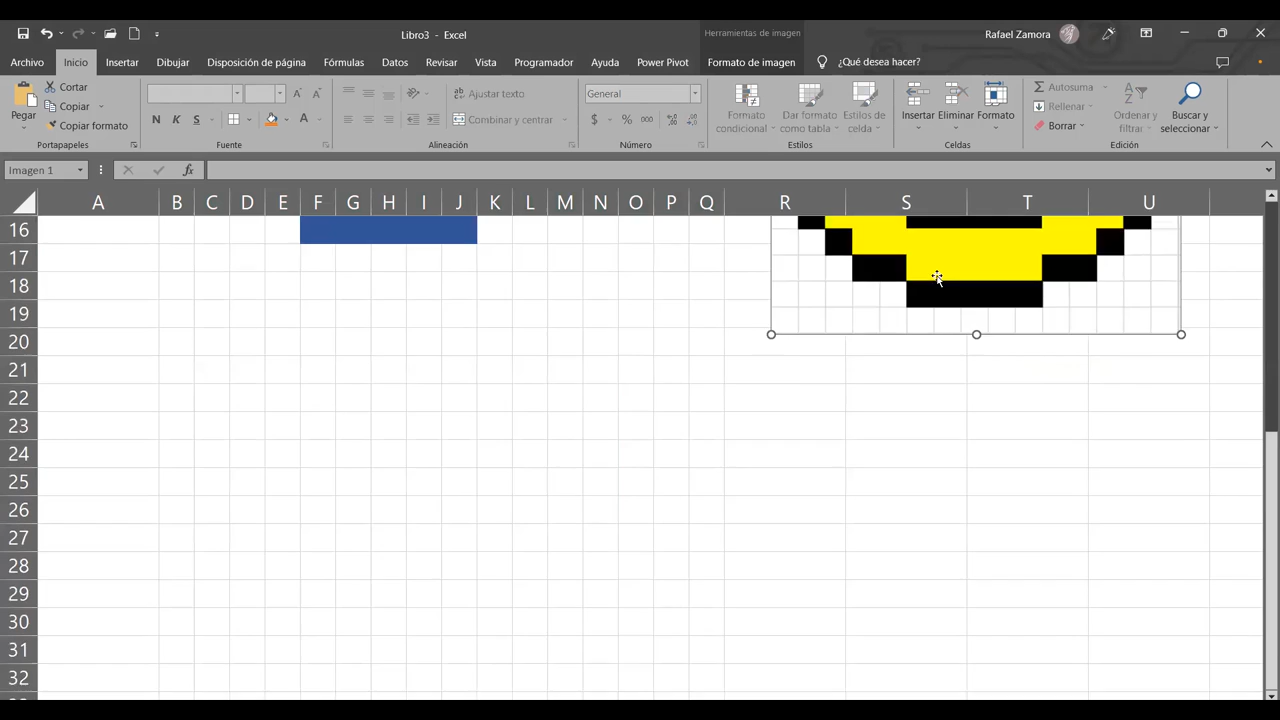 Libro3 - Excel
Herramientas de imagen
Rafael Zamora
Archivo Inicio Insertar Dibujar Disposición de página Fórmulas Datos Revisar Vista Programador Ayuda Power Pivot Formato de imagen ¿Qué desea hacer?
Pegar
Cortar
Copiar
Copiar formato
Portapapeles
N K S A A A
Fuente
Ajustar texto
Combinar y centrar
Alineación
General
$ % 000
Número
Formato condicional
Dar formato como tabla
Estilos de celda
Estilos
Insertar Eliminar Formato
Celdas
Autosuma
Rellenar
Borrar
Ordenar y filtrar
Buscar y seleccionar
Edición
Imagen 1 fx
A B C D E F G H I J K L M N O P Q R S T U
16
17
18
19
20
21
22
23
24
25
26
27
28
29
30
31
32